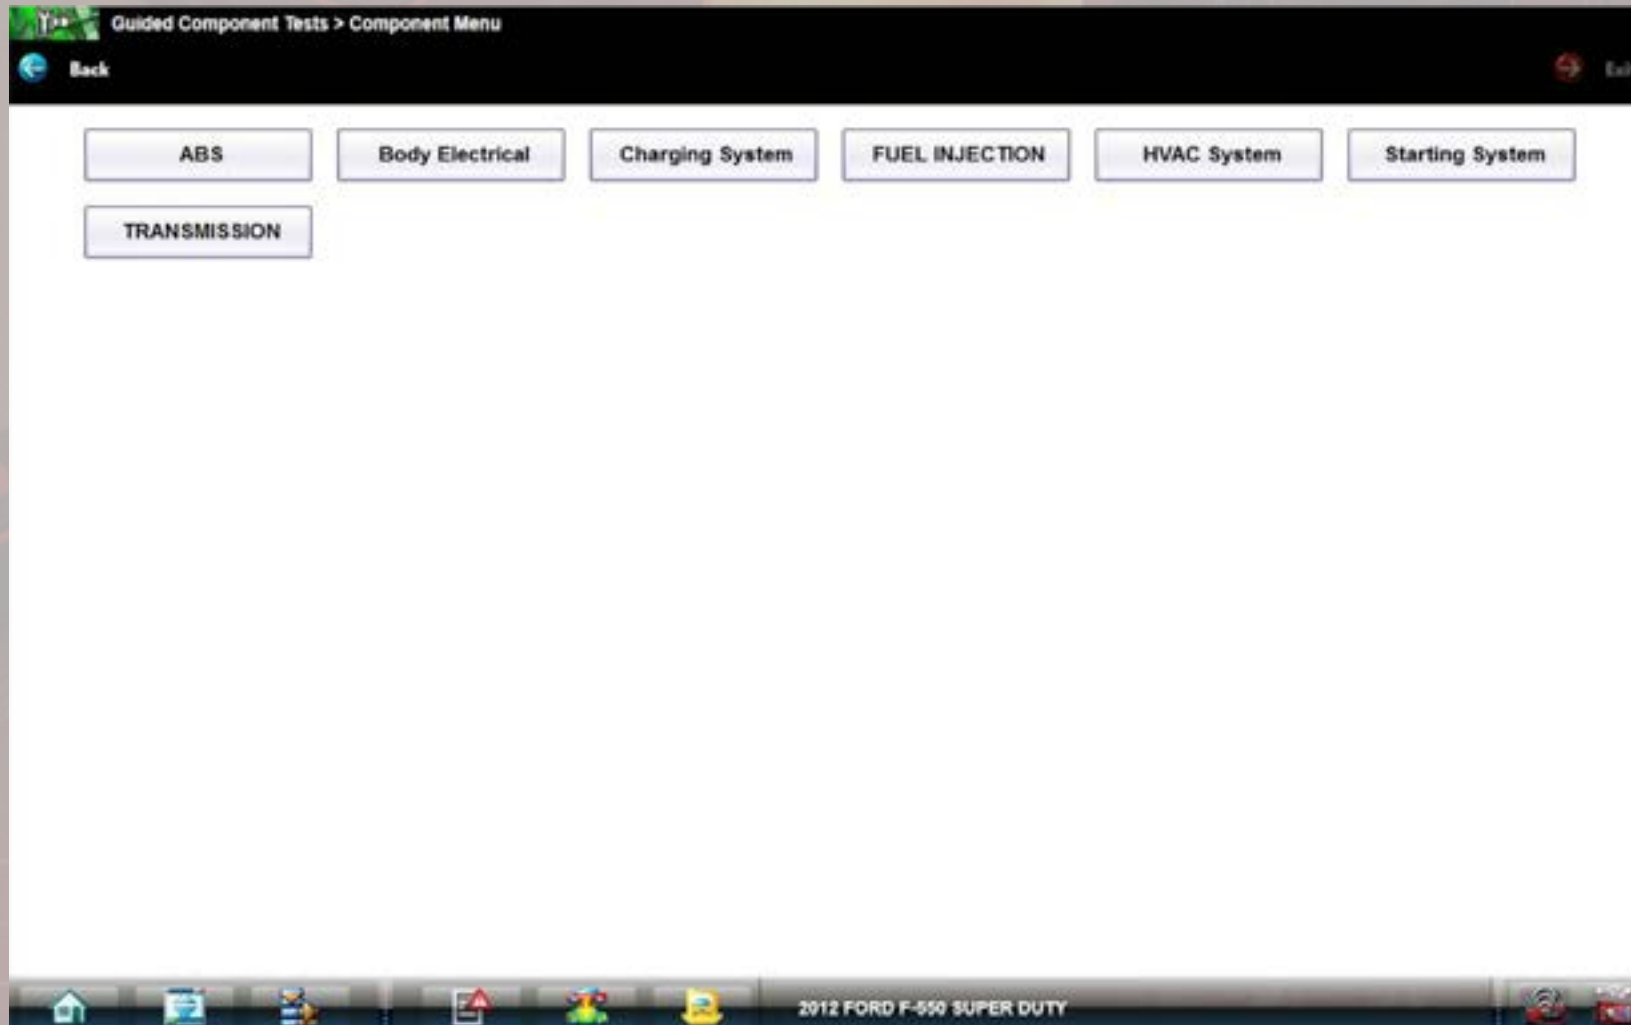 Guided Component Tests > Component Menu
Back
ABS
Body Electrical
Charging System
FUEL INJECTION
HVAC System
Starting System
TRANSMISSION
2012 FORD F-550 SUPER DUTY